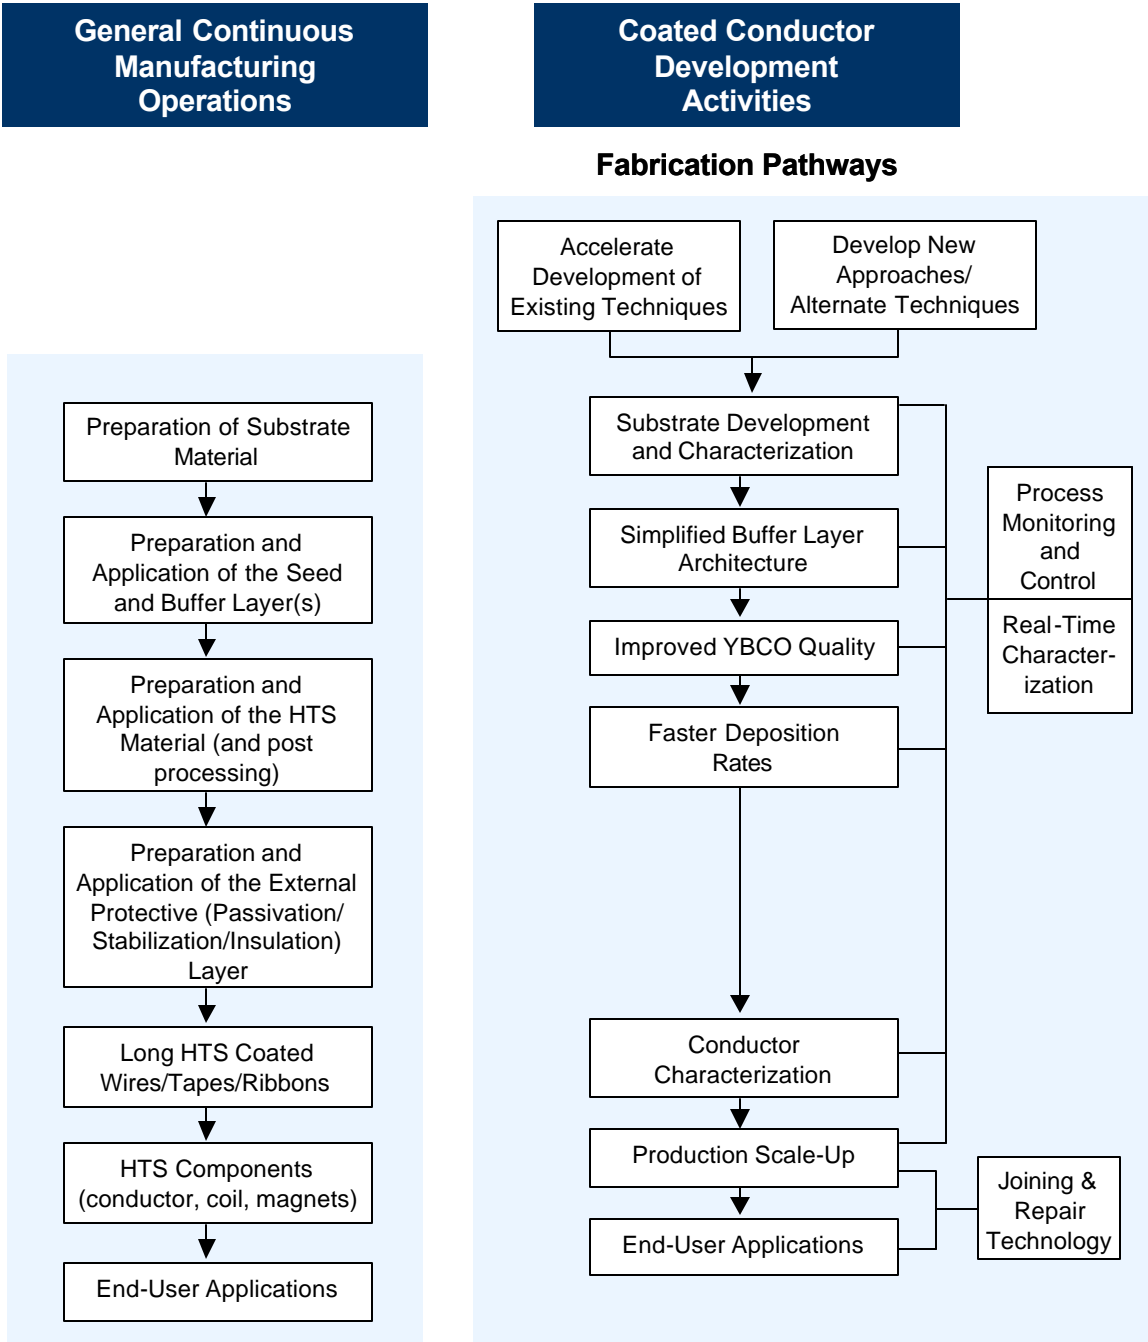 General Continuous
Manufacturing
Operations
Coated Conductor
Development
Activities
Fabrication Pathways
Accelerate
Development of
Existing Techniques
Develop New
Approaches/
Alternate Techniques
Preparation of Substrate
Material
Preparation and
Application of the Seed
and Buffer Layer(s)
Preparation and
Application of the HTS
Material (and post
processing)
Preparation and
Application of the External
Protective (Passivation/
Stabilization/Insulation)
Layer
Long HTS Coated
Wires/Tapes/Ribbons
HTS Components
(conductor, coil, magnets)
End-User Applications
Substrate Development
and Characterization
Simplified Buffer Layer
Architecture
Improved YBCO Quality
Faster Deposition
Rates
Conductor
Characterization
Production Scale-Up
End-User Applications
Process
Monitoring
and
Control
Real-Time
Character-
ization
Joining &
Repair
Technology